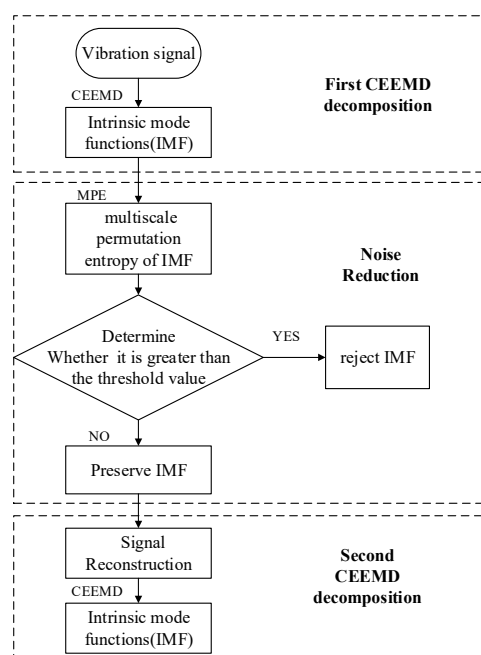 Vibration signal
CEEMD
Intrinsic mode
functions(IMF)
First CEEMD
decomposition
MPE
multiscale
permutation
entropy of IMF
Noise
Reduction
Determine
Whether it is greater than
the threshold value
YES
reject IMF
NO
Preserve IMF
Signal
Reconstruction
CEEMD
Intrinsic mode
functions(IMF)
Second
CEEMD
decomposition